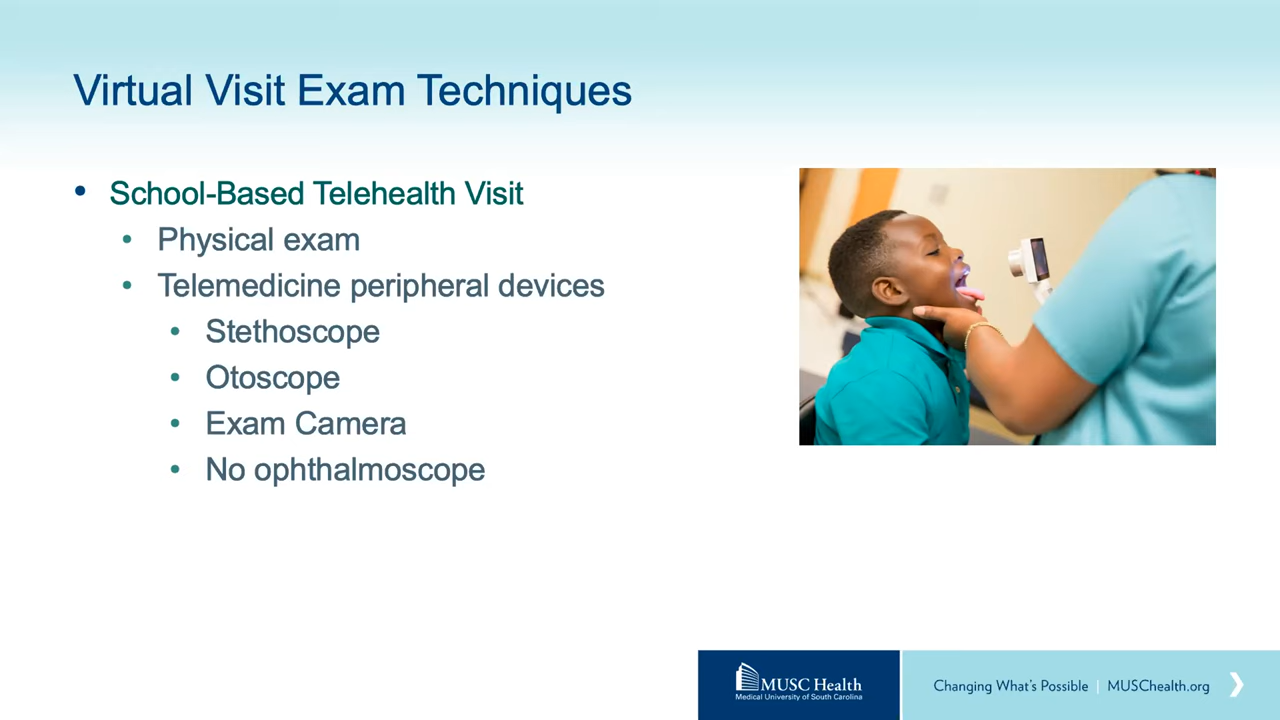 Virtual Visit Exam Techniques
• School-Based Telehealth Visit
• Physical exam
• Telemedicine peripheral devices
• Stethoscope
• Otoscope
• Exam Camera
• No ophthalmoscope
MUSC Health
Medical University of South Carolina
Changing What's Possible | MUSChealth.org